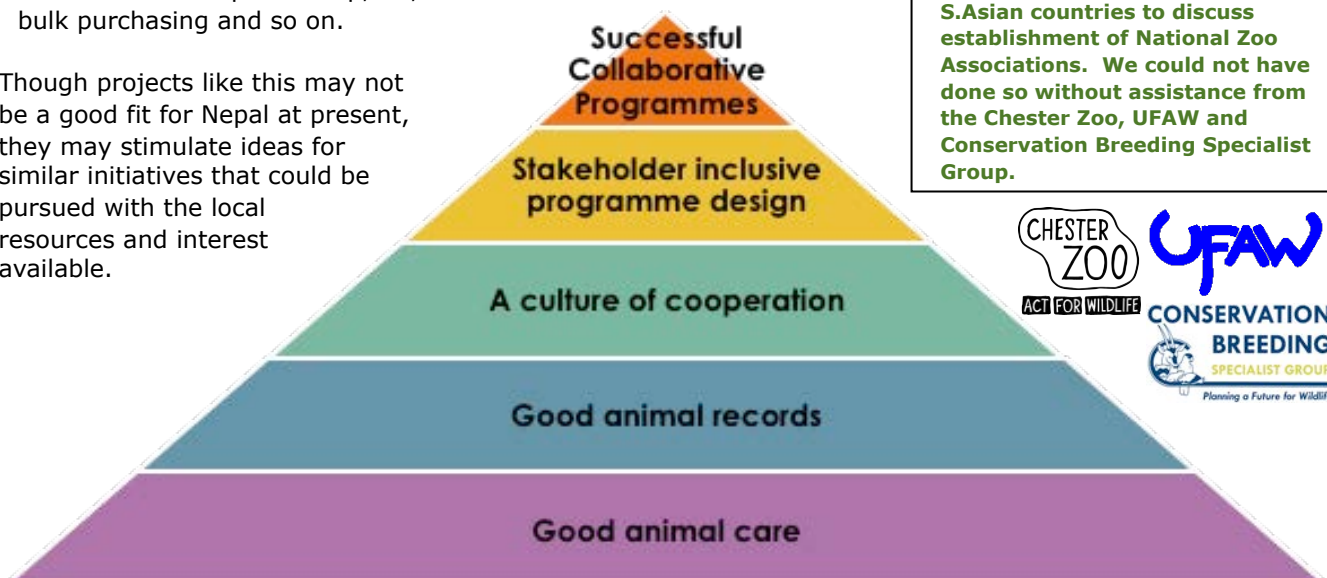 bulk purchasing and so on.
Though projects like this may not
be a good fit for Nepal at present,
they may stimulate ideas for
similar initiatives that could be
pursued with the local
resources and interest
available.
Successful
Collaborative
Programmes
Stakeholder inclusive
programme design
A culture of cooperation
Good animal records
Good animal care
S.Asian countries to discuss
establishment of National Zoo
Associations. We could not have
done so without assistance from
the Chester Zoo, UFAW and
Conservation Breeding Specialist
Group.
CHESTER
ZOO
ACT FOR WILDLIFE
UFAW
CONSERVATION
BREEDING
SPECIALIST GROUP
Planning a Future for Wildlif